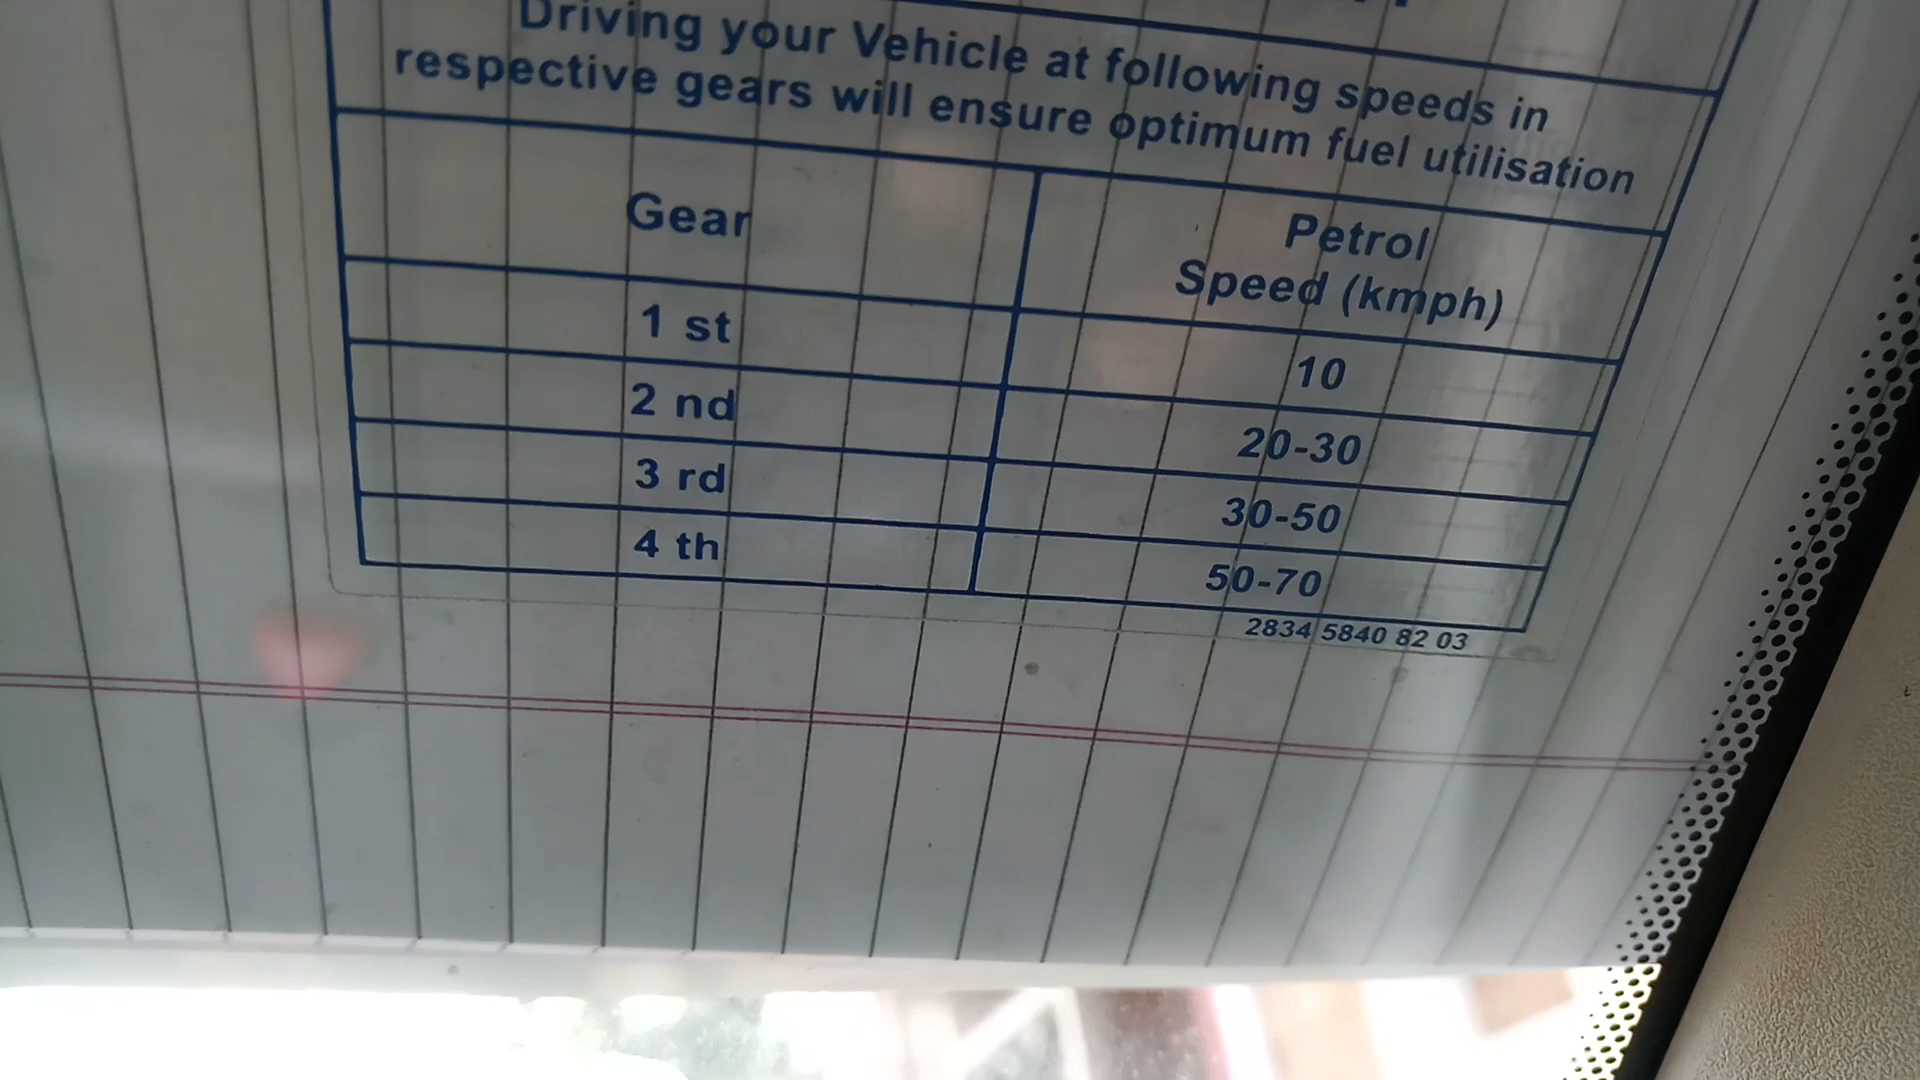 Driving your Vehicle at following speeds in
respective gears will ensure optimum fuel utilisation
Gear
Petrol
Speed (kmph)
1 st
10
2 nd
20-30
3 rd
30-50
4 th
50-70
2834 5840 82 03